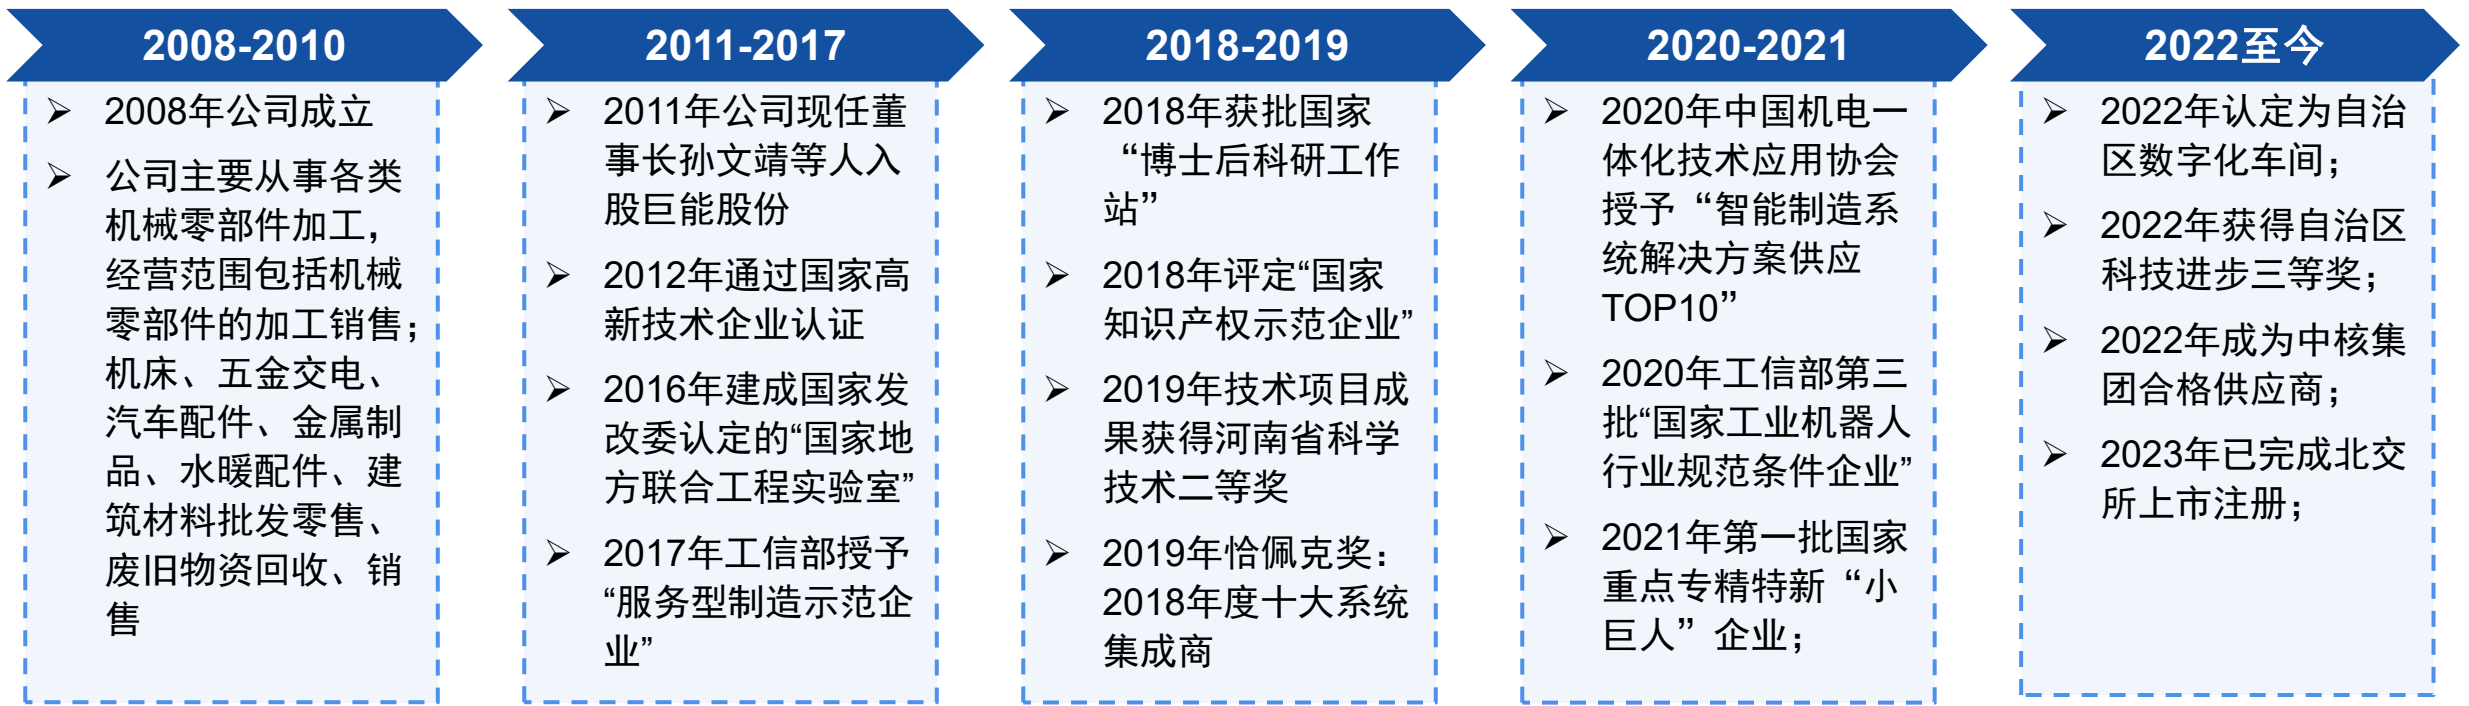 2008-2010
2008年公司成立
公司主要从事各类
机械零部件加工，
经营范围包括机械
零部件的加工销售；
机床、五金交电、
汽车配件、金属制
品、水暖配件、建
筑材料批发零售、
废旧物资回收、销
售
2011-2017
2011年公司现任董
事长孙文靖等人入
股巨能股份
2012年通过国家高
新技术企业认证
2016年建成国家发
改委认定的“国家地
方联合工程实验室”
2017年工信部授予
“服务型制造示范企
业”
2018-2019
2018年获批国家
“博士后科研工作
站”
2018年评定“国家
知识产权示范企业”
2019年技术项目成
果获得河南省科学
技术二等奖
2019年恰佩克奖：
2018年度十大系统
集成商
2020-2021
2020年中国机电一
体化技术应用协会
授予“智能制造系
统解决方案供应
TOP10”
2020年工信部第三
批“国家工业机器人
行业规范条件企业”
2021年第一批国家
重点专精特新“小
巨人”企业；
2022至今
2022年认定为自治
区数字化车间；
2022年获得自治区
科技进步三等奖；
2022年成为中核集
团合格供应商；
2023年已完成北交
所上市注册；